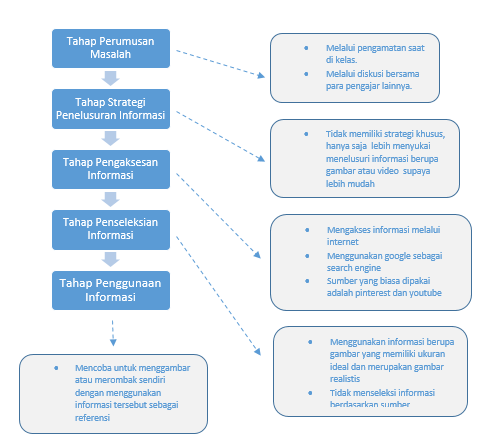 Tahap Perumusan
Masalah
Melalui pengamatan saat
di kelas.
Melalui diskusi bersama
para pengajar lainnya.
Tahap Strategi
Penelusuran Informasi
Tidak memiliki strategi khusus,
hanya saja lebih menyukai
menelusuri informasi berupa
gambar atau video supaya
lebih mudah
Tahap Pengaksesan
Informasi
Mengakses informasi melalui
internet
Menggunakan google sebagai
search engine
Sumber yang biasa dipakai
adalah pinterest dan youtube
Tahap Penseleksian
Informasi
Menggunakan informasi berupa
gambar yang memiliki ukuran
ideal dan merupakan gambar
realistis
Tidak menseleksi informasi
berdasarkan sumber
Tahap Penggunaan
Informasi
Mencoba untuk menggambar
atau merombak sendiri
dengan menggunakan
informasi tersebut sebagai
referensi